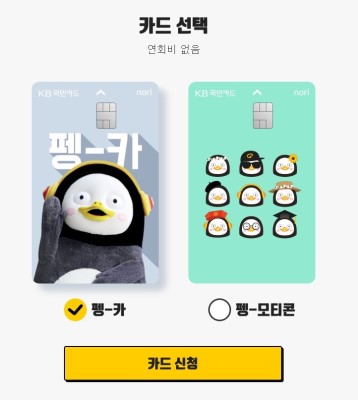 카드 선택
연회비 없음
KB 국민카드
nori
펭-카
KB 국민카드
nori
펭-카
펭-모티콘
카드 신청